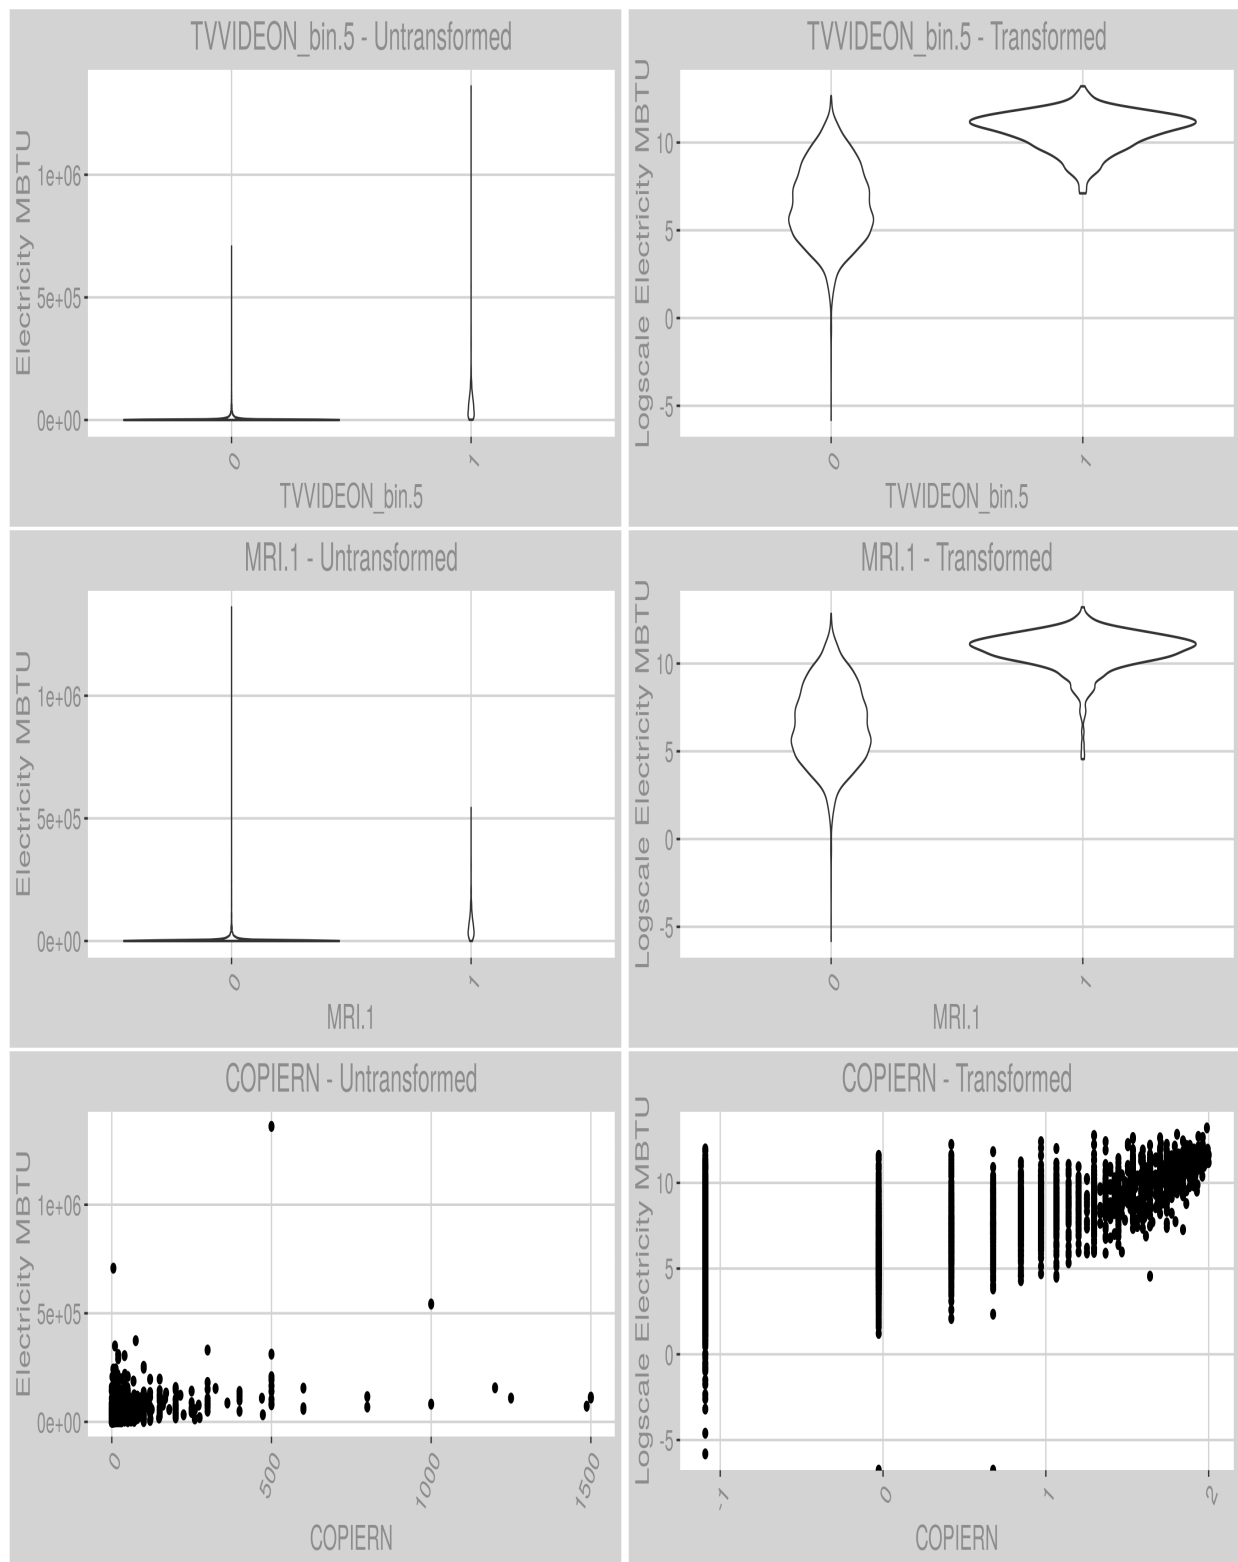 TVVIDEON_bin.5 - Untransformed
Electricity MBTU
1e+06
5e+05
0e+00
0
1
TVVIDEON_bin.5
TVVIDEON_bin.5 - Transformed
Logscale Electricity MBTU
10
5
0
-5
0
1
TVVIDEON_bin.5
MRI.1 - Untransformed
Electricity MBTU
1e+06
5e+05
0e+00
0
1
MRI.1
MRI.1 - Transformed
Logscale Electricity MBTU
10
5
0
-5
0
1
MRI.1
COPIERN - Untransformed
Electricity MBTU
1e+06
5e+05
0e+00
0
500
1000
1500
COPIERN
COPIERN - Transformed
Logscale Electricity MBTU
10
5
0
-5
-1
0
1
2
COPIERN